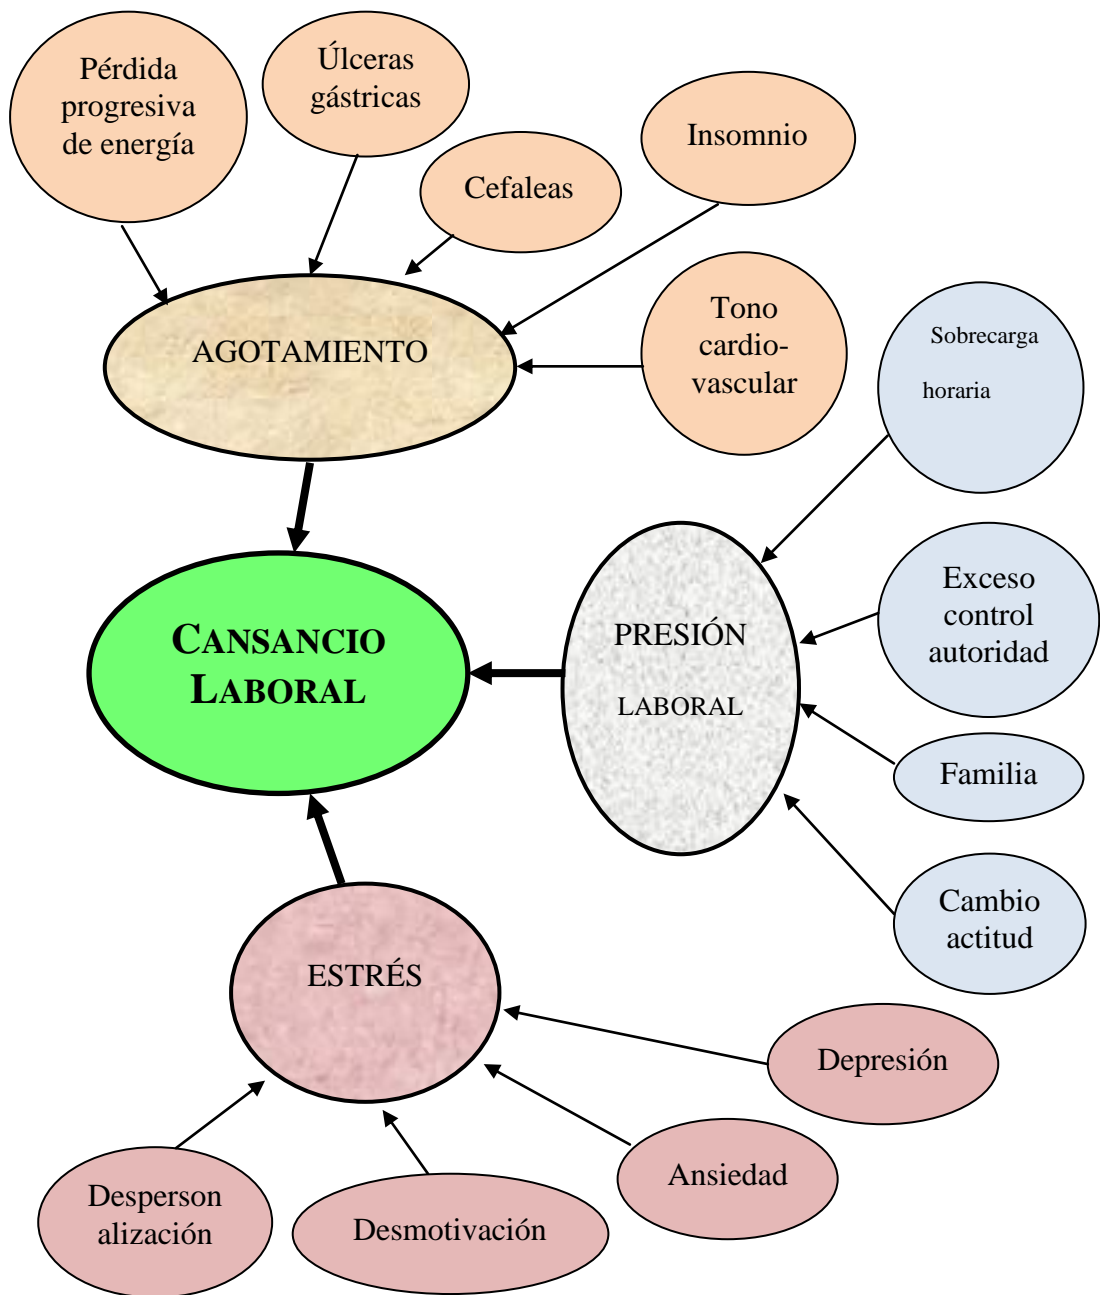 Pérdida
progresiva
de energía
Úlceras
gástricas
Cefaleas
Insomnio
AGOTAMIENTO
Tono
cardio-
vascular
Sobrecarga
horaria
CANSANCIO
LABORAL
PRESIÓN
LABORAL
Exceso
control
autoridad
Familia
Cambio
actitud
ESTRÉS
Depresión
Ansiedad
Desmotivación
Desperson
alización